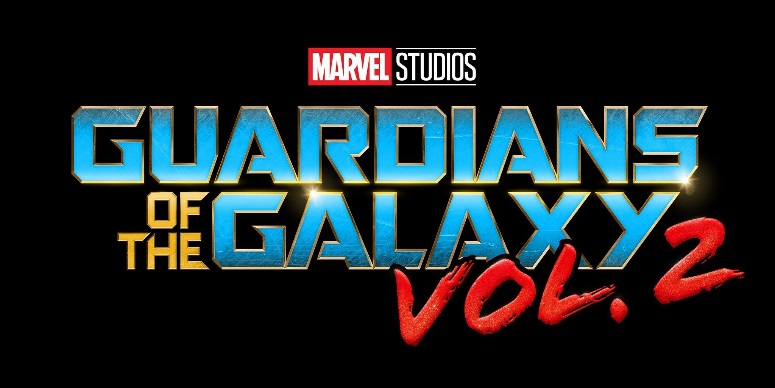 MARVEL STUDIOS
GUARDIANS
OF THE GALAXY
VOL. 2